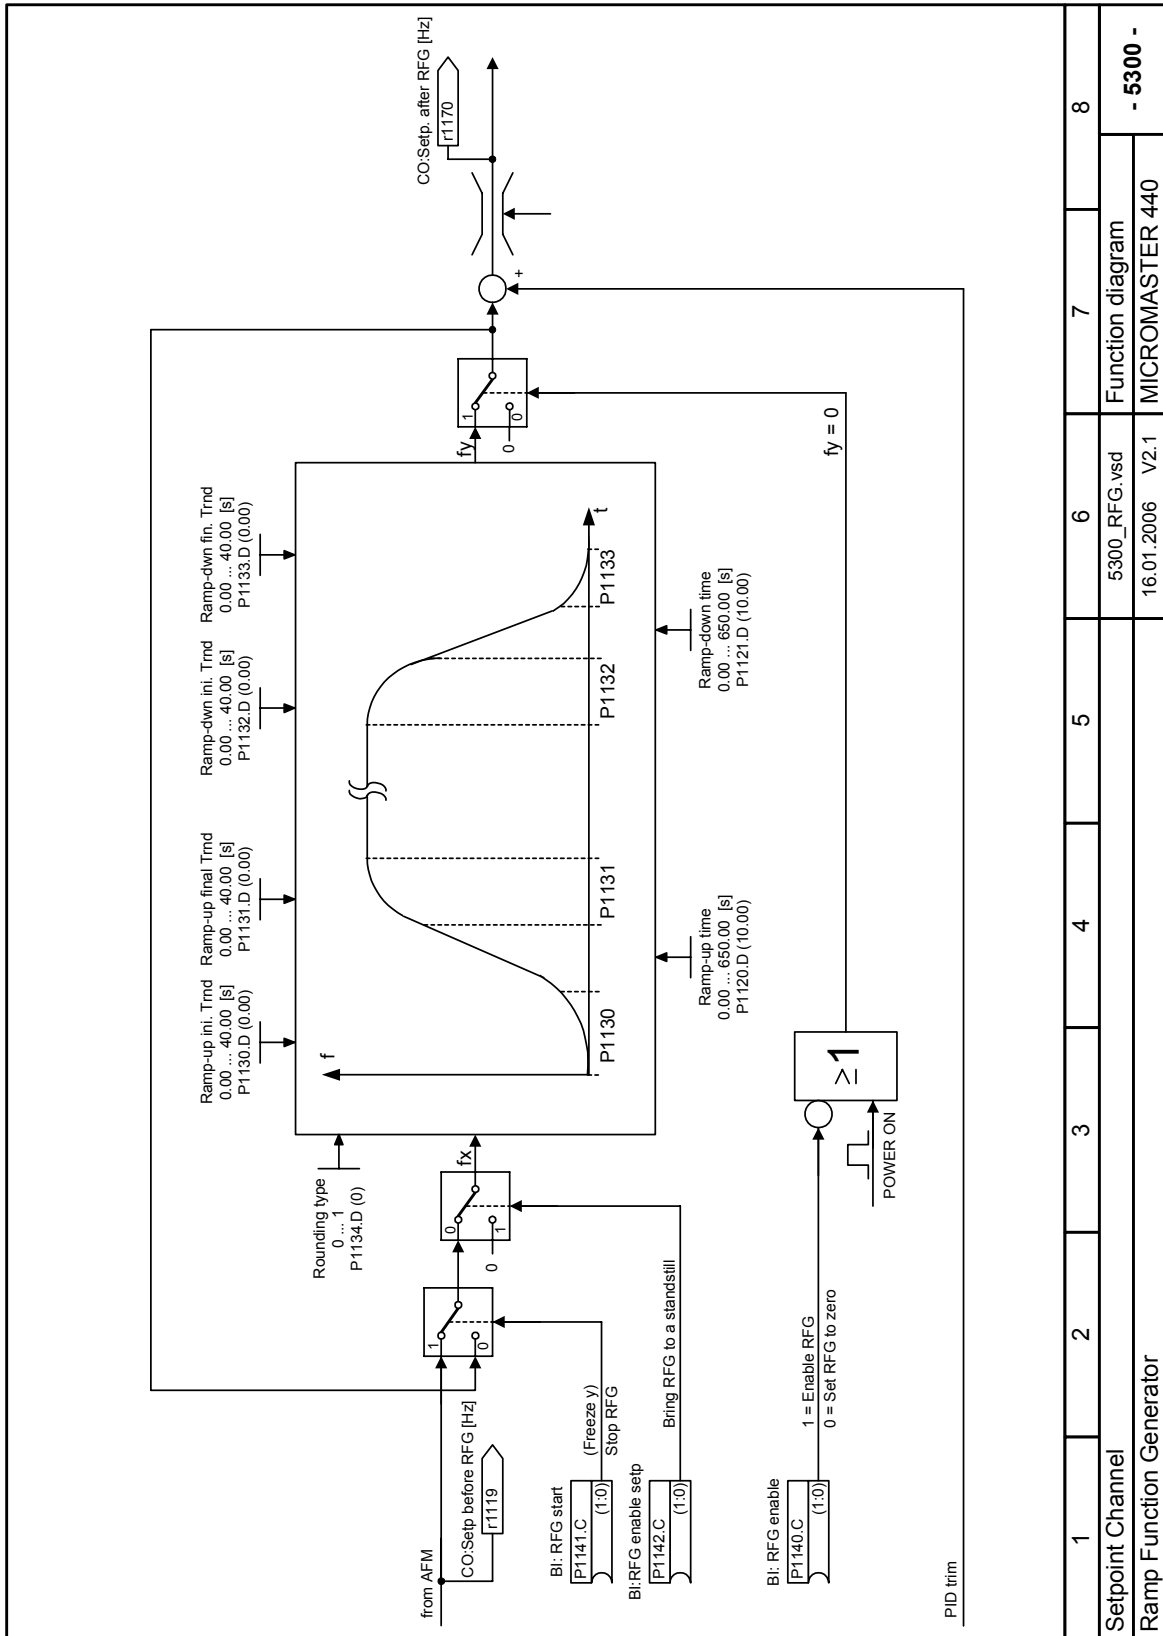 CO:Setp. after RFG [Hz]
r1170
Ramp-up ini. Trnd
0.00 ... 40.00 [s]
P1130.D (0.00)
Ramp-up final Trnd
0.00 ... 40.00 [s]
P1131.D (0.00)
Ramp-dwn ini. Trnd
0.00 ... 40.00 [s]
P1132.D (0.00)
Ramp-dwn fin. Trnd
0.00 ... 40.00 [s]
P1133.D (0.00)
Rounding type
0 ... 1
P1134.D (0)
f
P1130
P1131
P1132
P1133
t
from AFM
CO:Setp before RFG [Hz]
r1119
1
0
0
0
1
fx
fy
1
0
0
+
Ramp-up time
0.00 ... 650.00 [s]
P1120.D (10.00)
Ramp-down time
0.00 ... 650.00 [s]
P1121.D (10.00)
BI: RFG start
P1141.C
(1:0)
(Freeze y)
Stop RFG
BI:RFG enable setp
P1142.C
(1:0)
Bring RFG to a standstill
BI: RFG enable
P1140.C
(1:0)
1 = Enable RFG
0 = Set RFG to zero
POWER ON
≥1
fy = 0
PID trim
1
2
3
4
5
6
7
8
Setpoint Channel
5300_RFG.vsd
Function diagram
- 5300 -
Ramp Function Generator
16.01.2006
V2.1
MICROMASTER 440